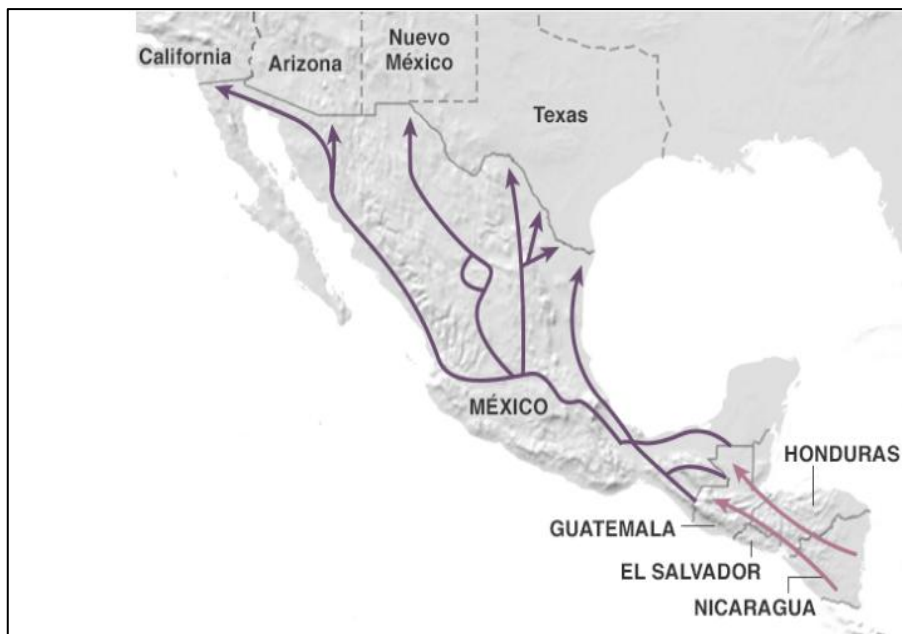 California
Arizona
Nuevo
México
Texas
MÉXICO
HONDURAS
GUATEMALA
EL SALVADOR
NICARAGUA